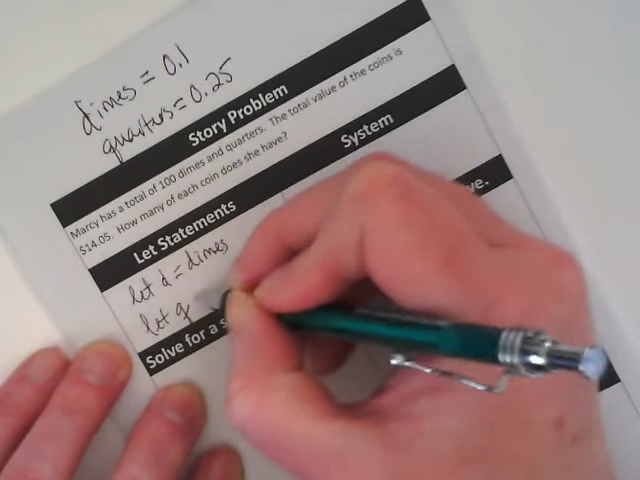 dimes = 0.1
quarters = 0.25
Story Problem
Marcy has a total of 100 dimes and quarters. The total value of the coins is
$14.05. How many of each coin does she have?
Let Statements
System
let d = dimes
let q
Solve for a
ve.